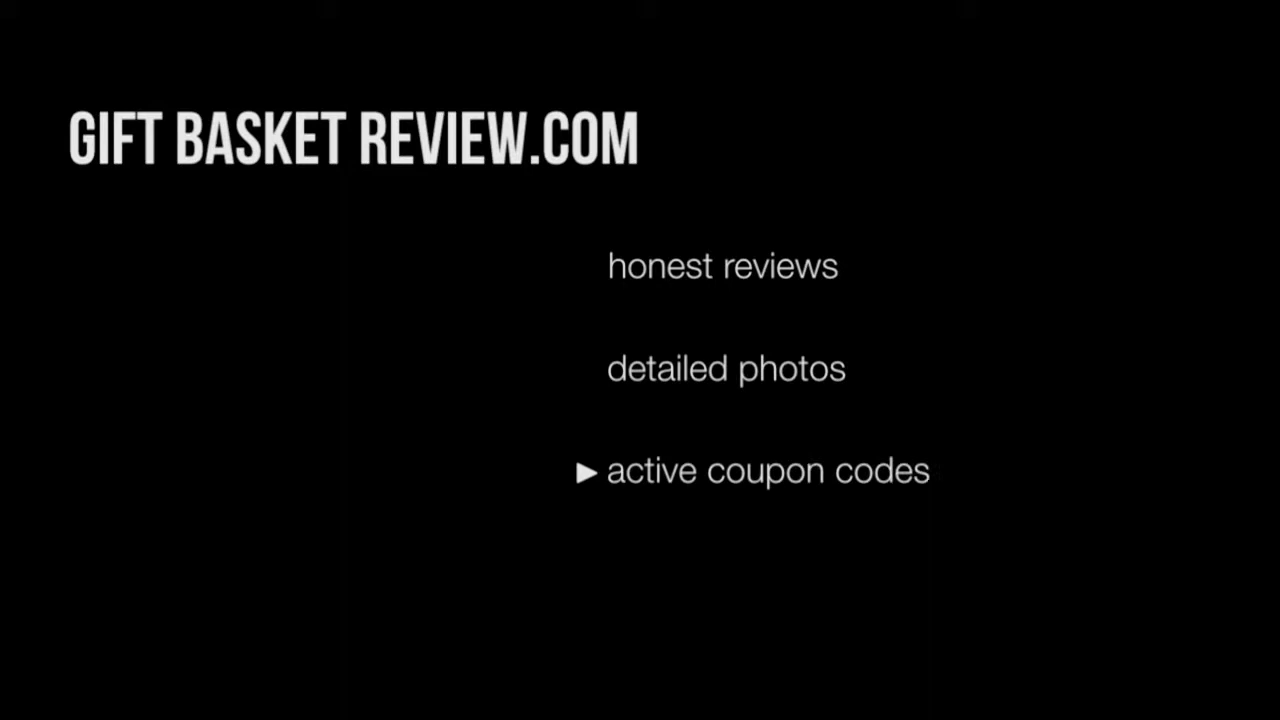 GIFT BASKET REVIEW.COM
honest reviews
detailed photos
▶ active coupon codes